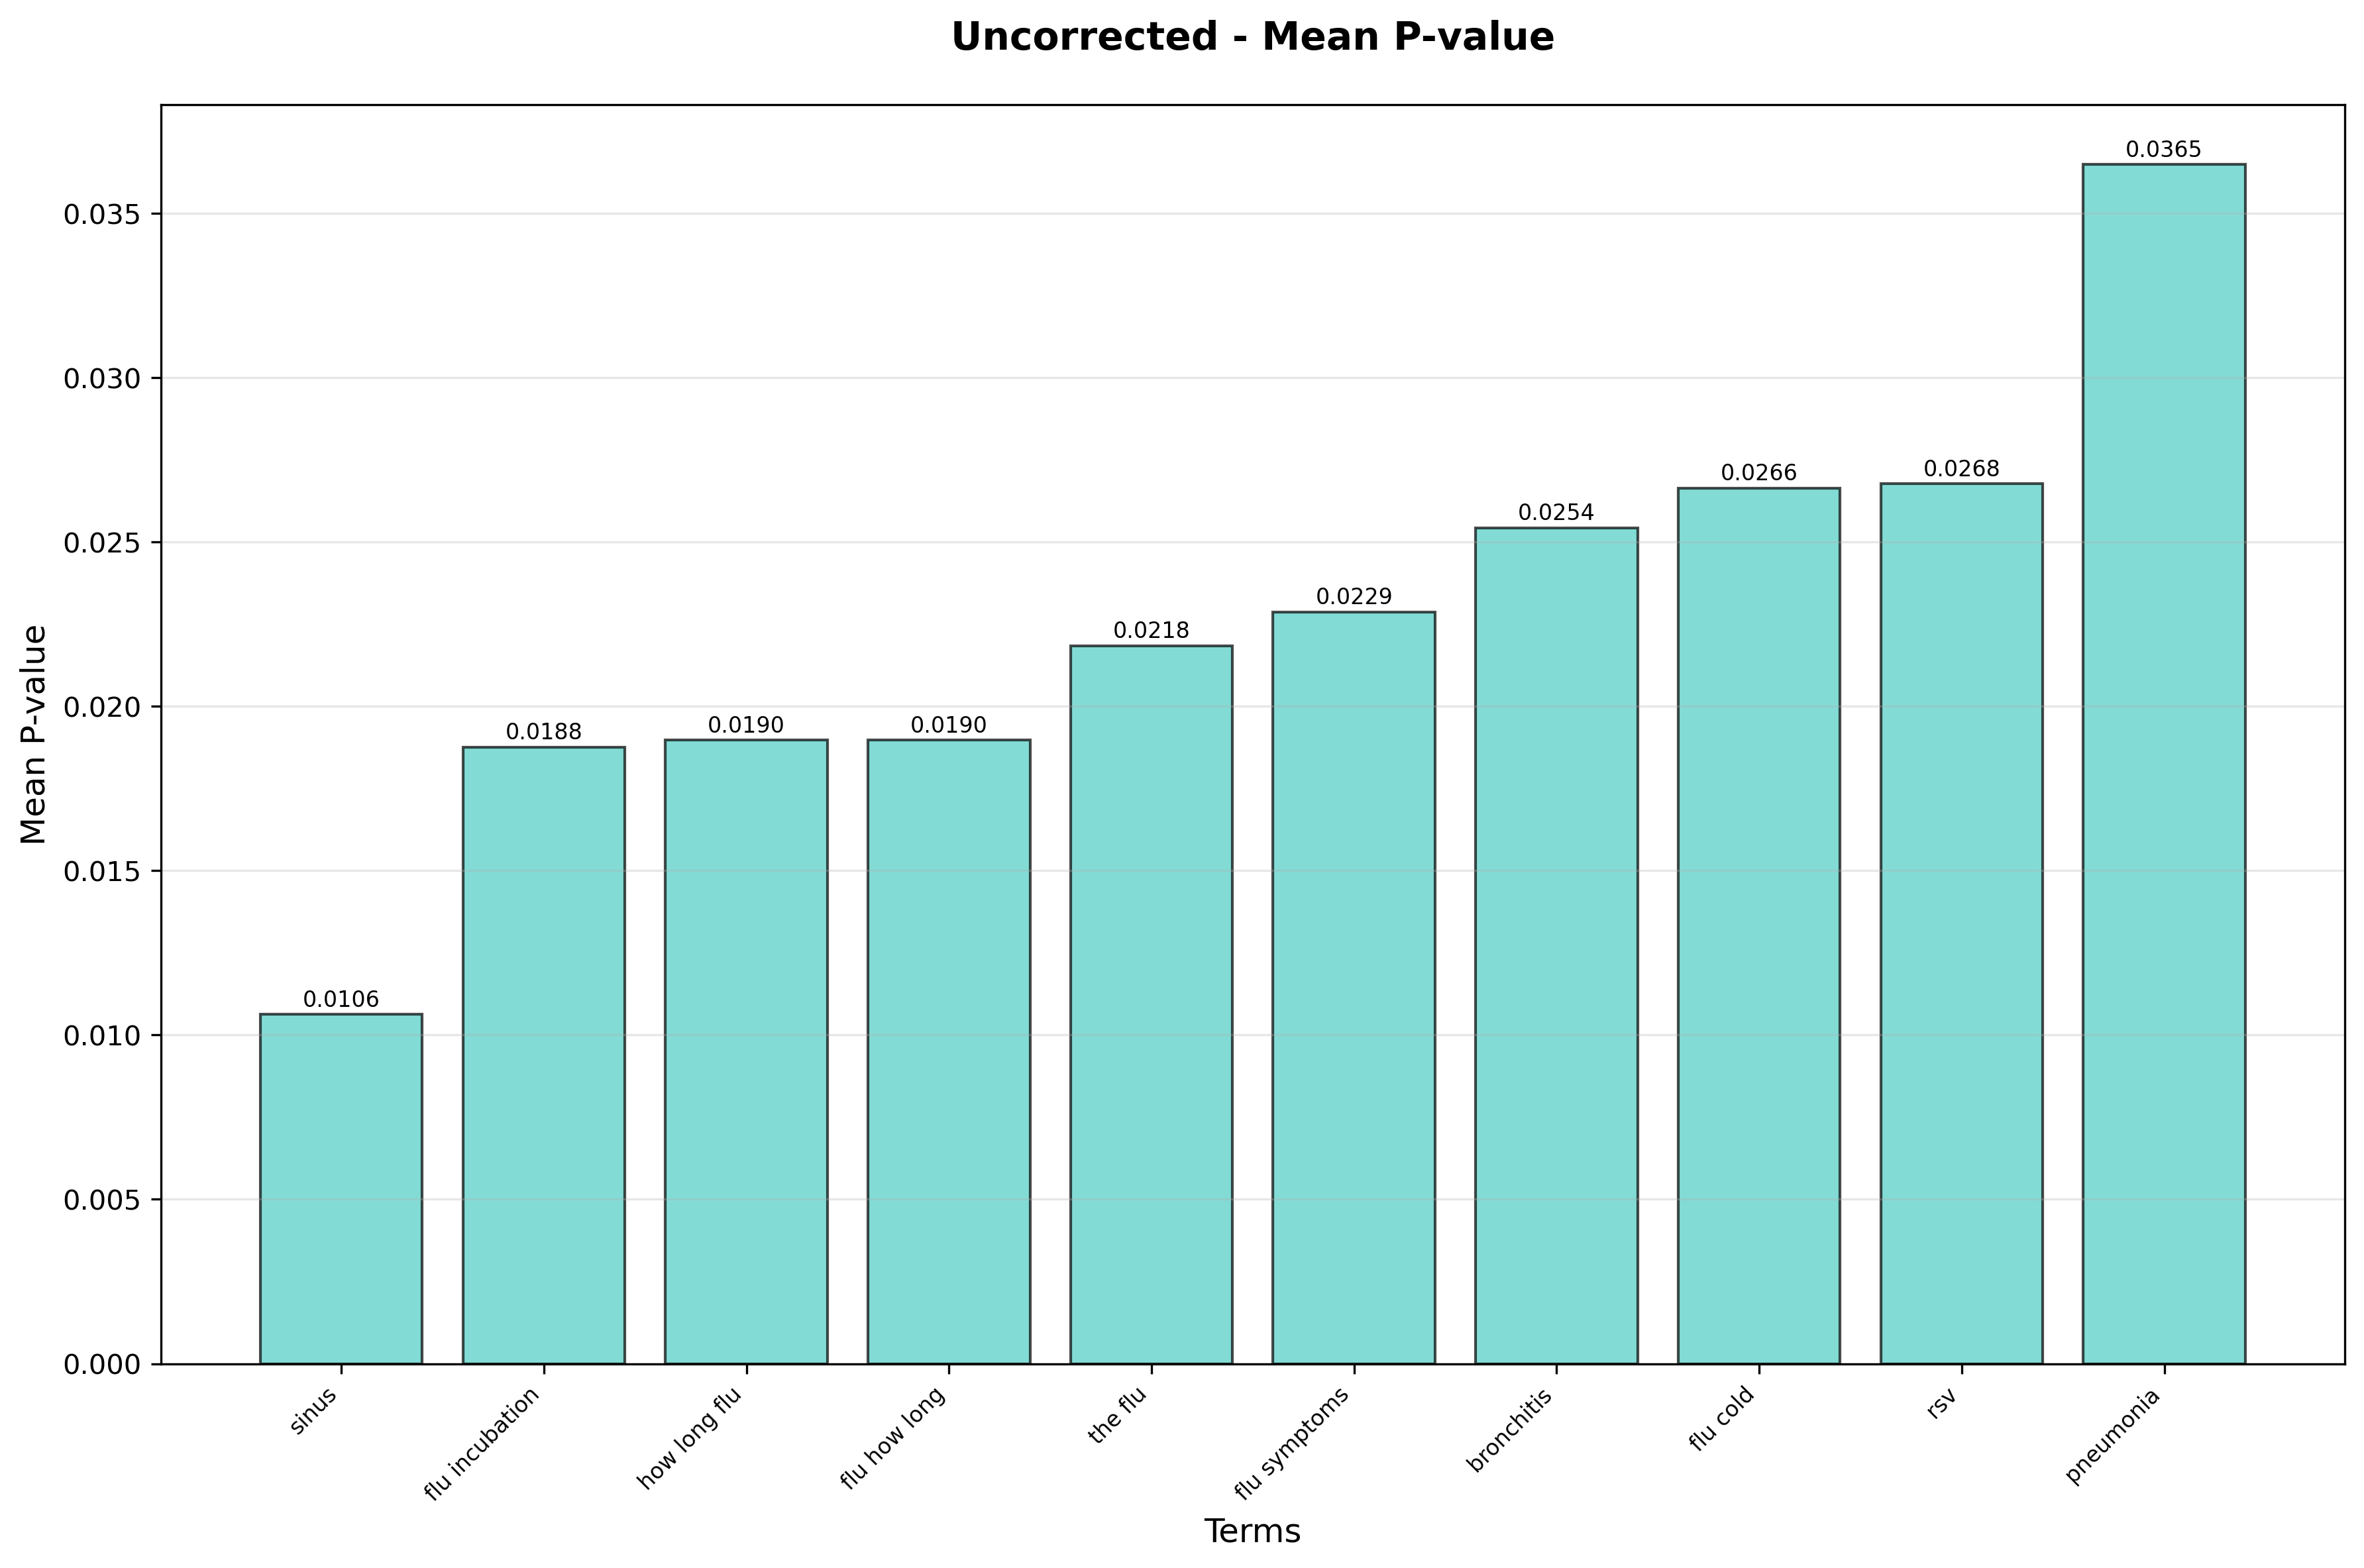 Uncorrected - Mean P-value
Mean P-value
0.035
0.030
0.025
0.020
0.015
0.010
0.005
0.000
0.0106
0.0188
0.0190
0.0190
0.0218
0.0229
0.0254
0.0266
0.0268
0.0365
sinus
flu incubation
how long flu
flu how long
the flu
flu symptoms
bronchitis
flu cold
rsv
pneumonia
Terms